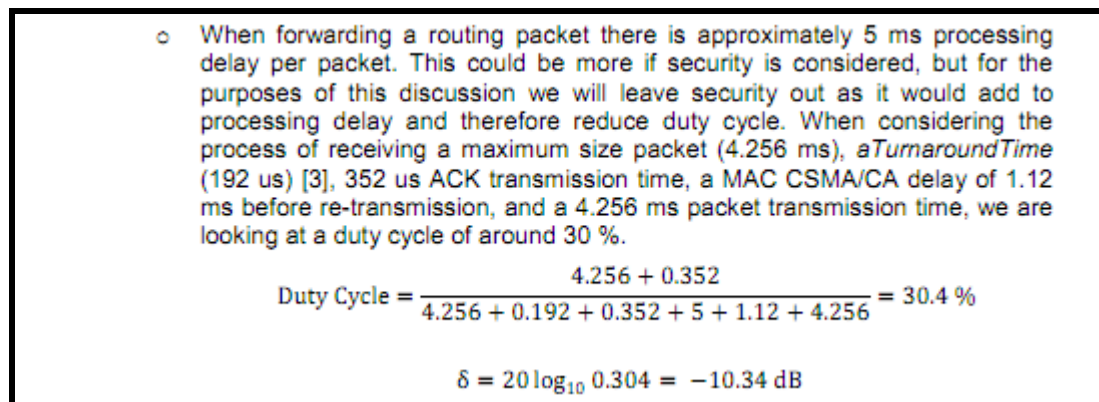 o When forwarding a routing packet there is approximately 5 ms processing
delay per packet. This could be more if security is considered, but for the
purposes of this discussion we will leave security out as it would add to
processing delay and therefore reduce duty cycle. When considering the
process of receiving a maximum size packet (4.256 ms), aTurnaroundTime
(192 us) [3], 352 us ACK transmission time, a MAC CSMA/CA delay of 1.12
ms before re-transmission, and a 4.256 ms packet transmission time, we are
looking at a duty cycle of around 30 %.
4.256 + 0.352
Duty Cycle = = 30.4 %
4.256 + 0.192 + 0.352 + 5 + 1.12 + 4.256
δ = 20 log₁₀ 0.304 = −10.34 dB